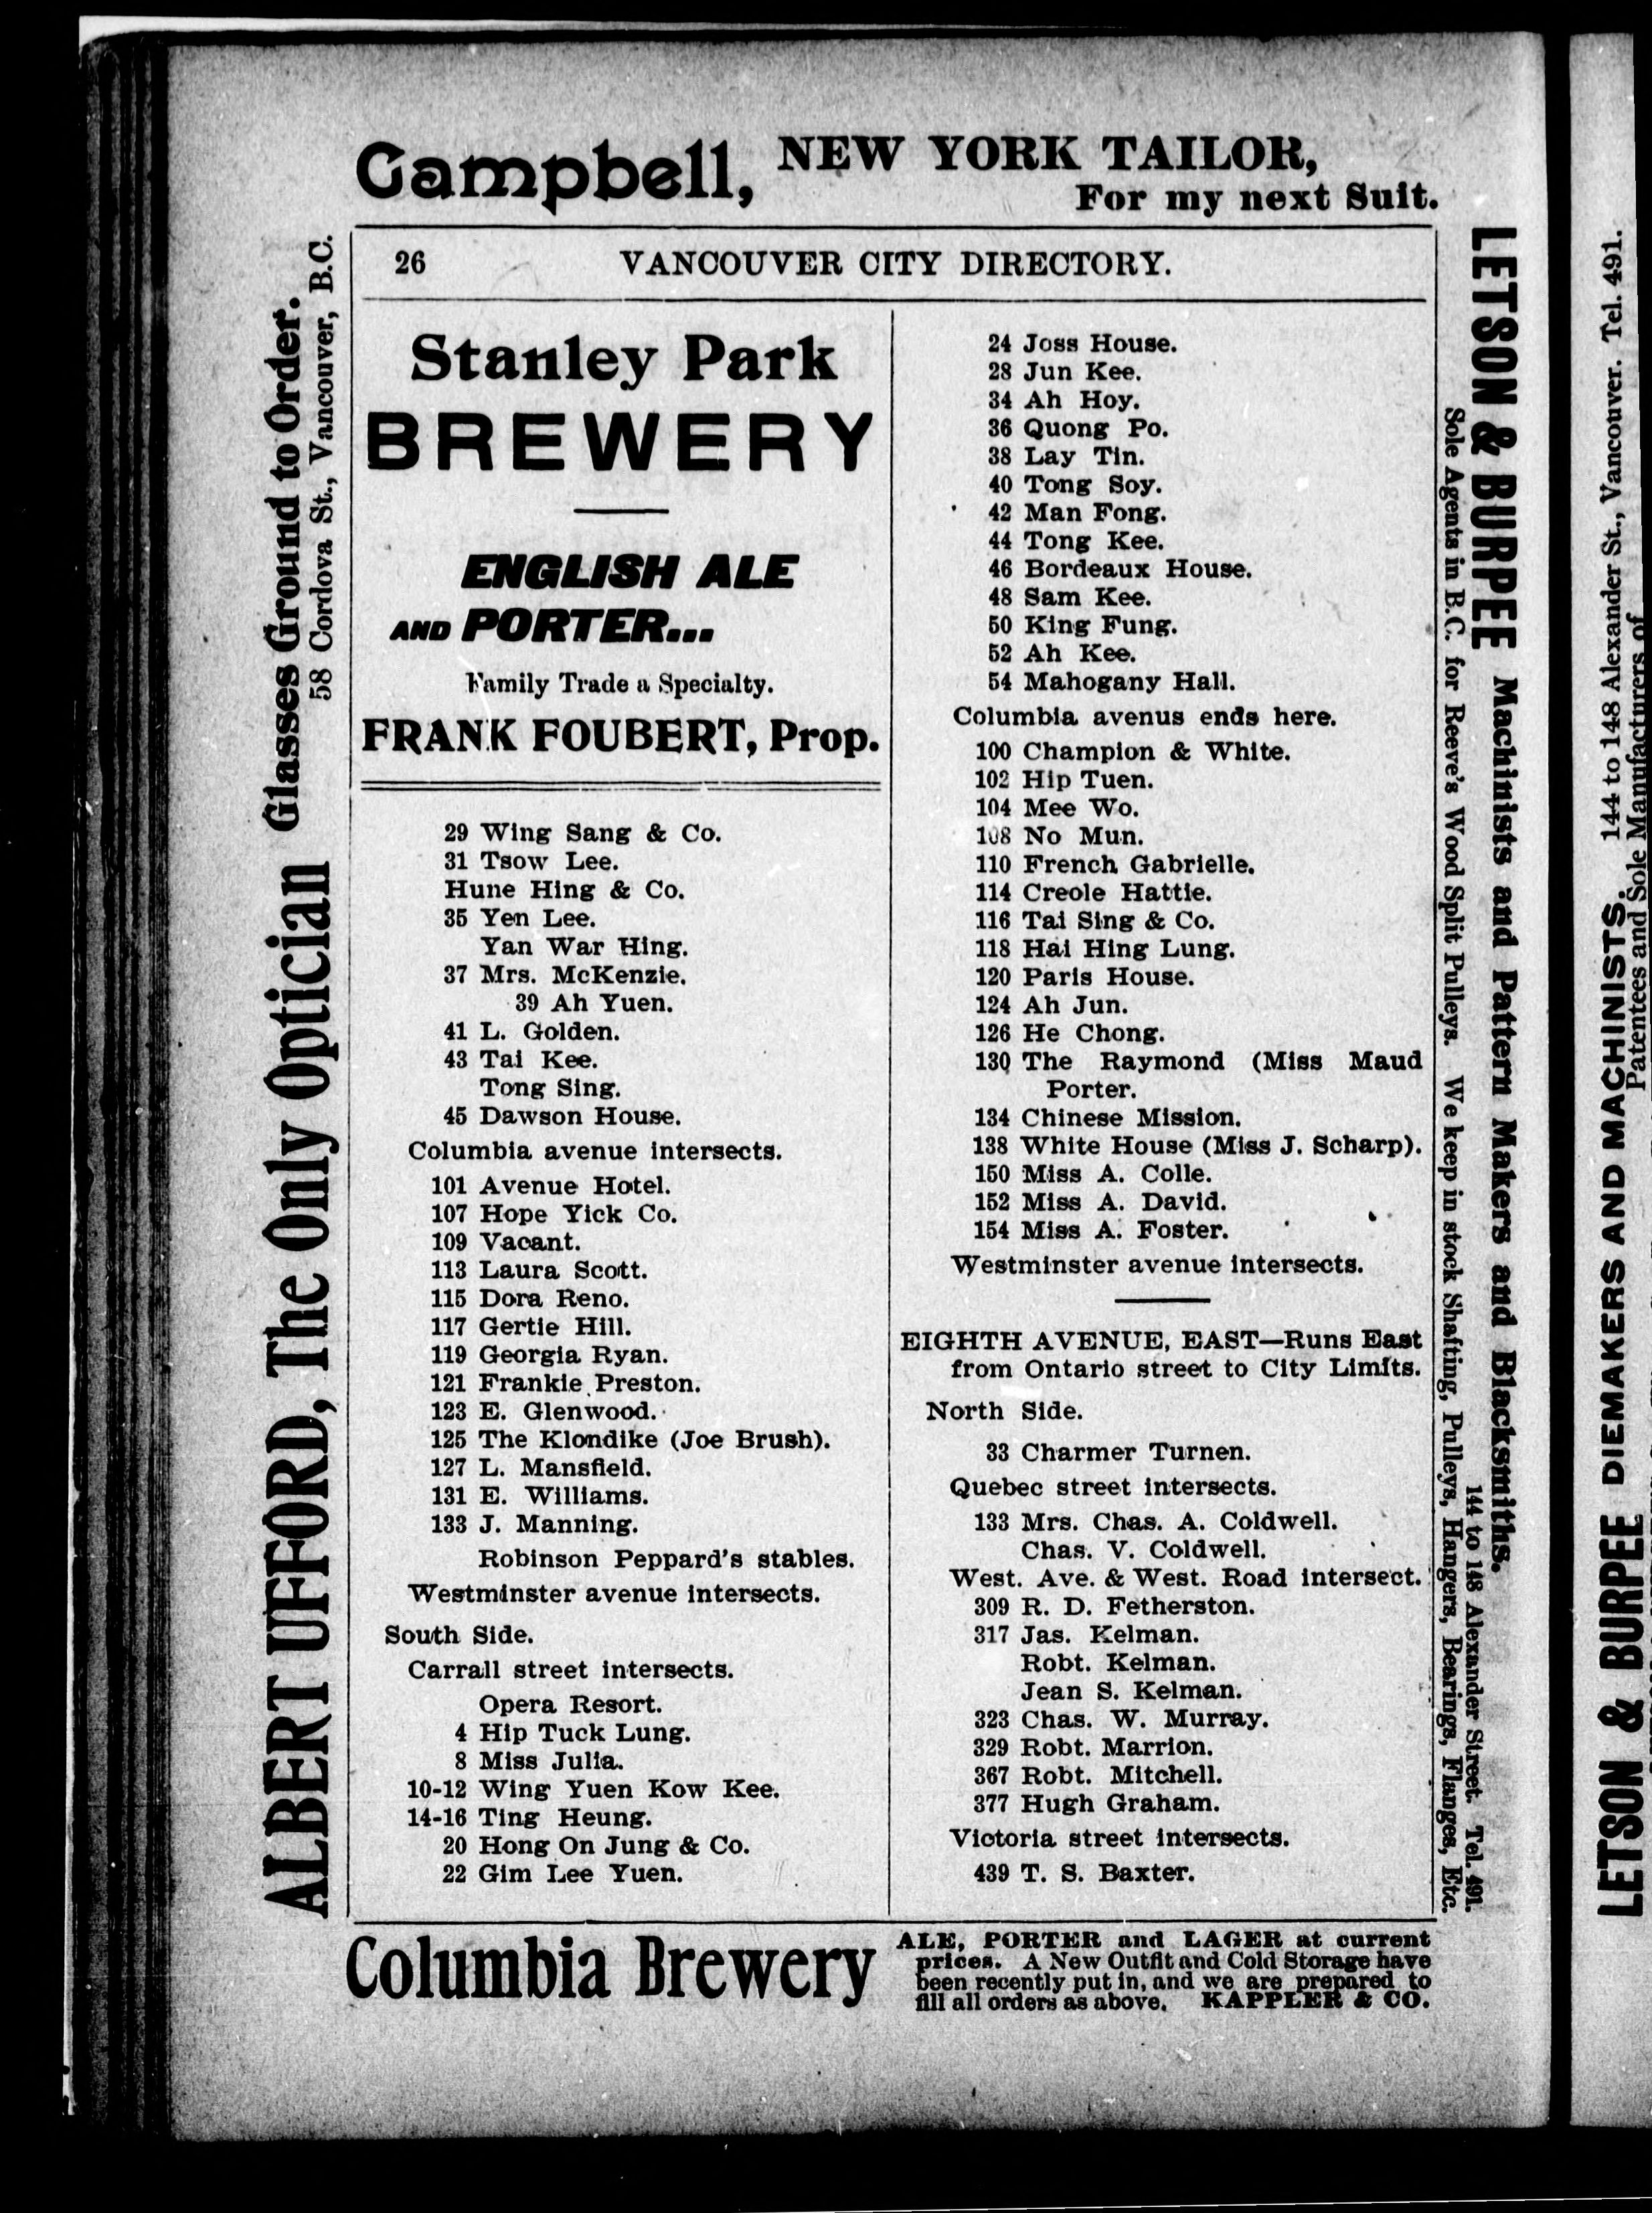 Campbell, NEW YORK TAILOR,
For my next Suit.
26 VANCOUVER CITY DIRECTORY.
Stanley Park
BREWERY
ENGLISH ALE
AND PORTER...
Family Trade a Specialty.
FRANK FOUBERT, Prop.
29 Wing Sang & Co.
31 Tsow Lee.
Hune Hing & Co.
35 Yen Lee.
Yan War Hing.
37 Mrs. McKenzie.
39 Ah Yuen.
41 L. Golden.
43 Tai Kee.
Tong Sing.
45 Dawson House.
Columbia avenue intersects.
101 Avenue Hotel.
107 Hope Yick Co.
109 Vacant.
113 Laura Scott.
115 Dora Reno.
117 Gertie Hill.
119 Georgia Ryan.
121 Frankie Preston.
123 E. Glenwood.
125 The Klondike (Joe Brush).
127 L. Mansfield.
131 E. Williams.
133 J. Manning.
Robinson Peppard's stables.
Westminster avenue intersects.
South Side.
Carrall street intersects.
Opera Resort.
4 Hip Tuck Lung.
8 Miss Julia.
10-12 Wing Yuen Kow Kee.
14-16 Ting Heung.
20 Hong On Jung & Co.
22 Gim Lee Yuen.
24 Joss House.
28 Jun Kee.
34 Ah Hoy.
36 Quong Po.
38 Lay Tin.
40 Tong Soy.
42 Man Fong.
44 Tong Kee.
46 Bordeaux House.
48 Sam Kee.
50 King Fung.
52 Ah Kee.
54 Mahogany Hall.
Columbia avenus ends here.
100 Champion & White.
102 Hip Tuen.
104 Mee Wo.
108 No Mun.
110 French Gabrielle.
114 Creole Hattie.
116 Tai Sing & Co.
118 Hai Hing Lung.
120 Paris House.
124 Ah Jun.
126 He Chong.
130 The Raymond (Miss Maud
Porter.
134 Chinese Mission.
138 White House (Miss J. Scharp).
150 Miss A. Colle.
152 Miss A. David.
154 Miss A. Foster.
Westminster avenue intersects.
EIGHTH AVENUE, EAST—Runs East
from Ontario street to City Limits.
North Side.
33 Charmer Turnen.
Quebec street intersects.
133 Mrs. Chas. A. Coldwell.
Chas. V. Coldwell.
West. Ave. & West. Road intersect.
309 R. D. Fetherston.
317 Jas. Kelman.
Robt. Kelman.
Jean S. Kelman.
323 Chas. W. Murray.
329 Robt. Marrion.
367 Robt. Mitchell.
377 Hugh Graham.
Victoria street intersects.
439 T. S. Baxter.
Columbia Brewery
ALE, PORTER and LAGER at current
prices. A New Outfit and Cold Storage have
been recently put in, and we are prepared to
fill all orders as above. KAPPLER & CO.
ALBERT UFFORD, The Only Optician Glasses Ground to Order.
58 Cordova St., Vancouver, B.C.
LETSON & BURPEE Machinists and Pattern Makers and Blacksmiths.
144 to 148 Alexander Street. Tel. 491.
Sole Agents in B.C. for Reeve's Wood Split Pulleys. We keep in stock Shafting, Pulleys, Hangers, Bearings, Flanges, Etc.
LETSON & BURPEE DIEMAKERS AND MACHINISTS. 144 to 148 Alexander St., Vancouver. Tel. 491.
Patentees and Sole Manufacturers of